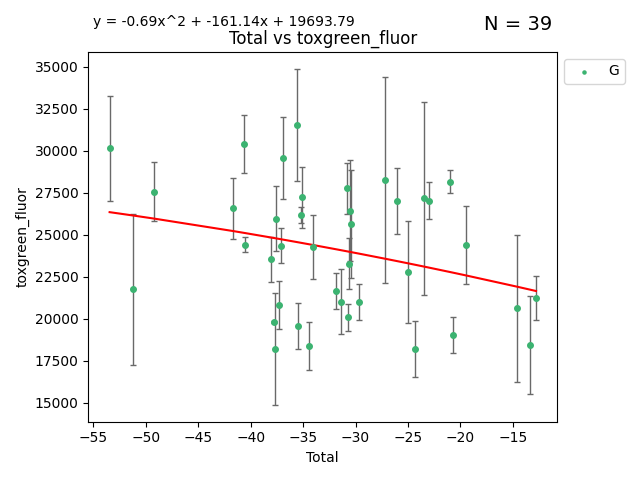 y = -0.69x^2 + -161.14x + 19693.79
N = 39
Total vs toxgreen_fluor
G
35000
32500
30000
27500
25000
22500
20000
17500
15000
toxgreen_fluor
−55 −50 −45 −40 −35 −30 −25 −20 −15
Total